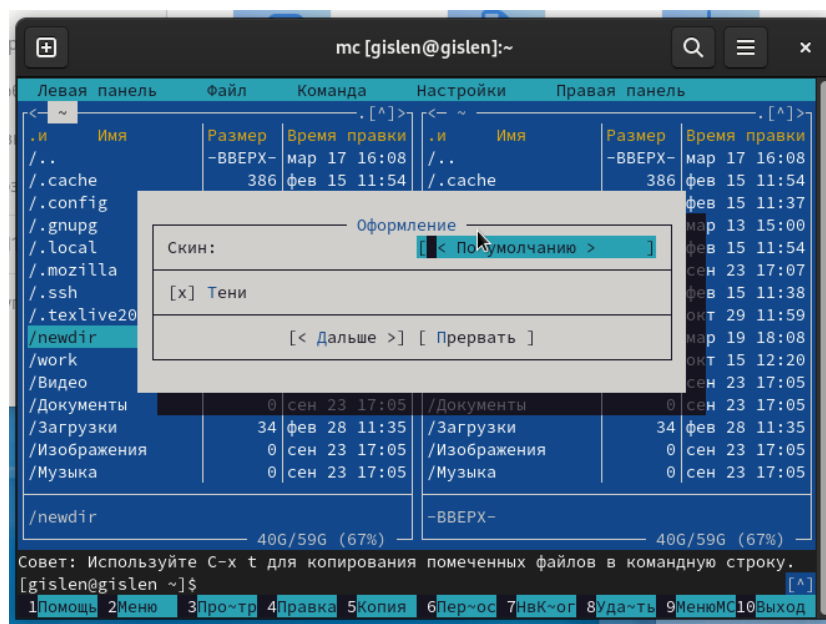 mc [gislen@gislen]:~
Левая панель Файл Команда Настройки Правая панель
<— ~ .[^]> <— ~ .[^]>
.и Имя Размер Время правки .и Имя Размер Время правки
/.. -ВВЕРХ- мар 17 16:08 /.. -ВВЕРХ- мар 17 16:08
/.cache 386 фев 15 11:54 /.cache 386 фев 15 11:54
/.config фев 15 11:37
/.gnupg Оформление мар 13 15:00
/.local Скин: [ < По умолчанию > ] фев 15 11:54
/.mozilla сен 23 17:07
/.ssh [x] Тени фев 15 11:38
/.texlive20 окт 29 11:59
/newdir [< Дальше >] [ Прервать ] мар 19 18:08
/work окт 15 12:20
/Видео сен 23 17:05
/Документы 0 сен 23 17:05 /Документы 0 сен 23 17:05
/Загрузки 34 фев 28 11:35 /Загрузки 34 фев 28 11:35
/Изображения 0 сен 23 17:05 /Изображения 0 сен 23 17:05
/Музыка 0 сен 23 17:05 /Музыка 0 сен 23 17:05
/newdir -ВВЕРХ-
40G/59G (67%) 40G/59G (67%)
Совет: Используйте C-x t для копирования помеченных файлов в командную строку.
[gislen@gislen ~]$ [^]
1Помощь 2Меню 3Про~тр 4Правка 5Копия 6Пер~ос 7НвК~ог 8Уда~ть 9МенюМС 10Выход